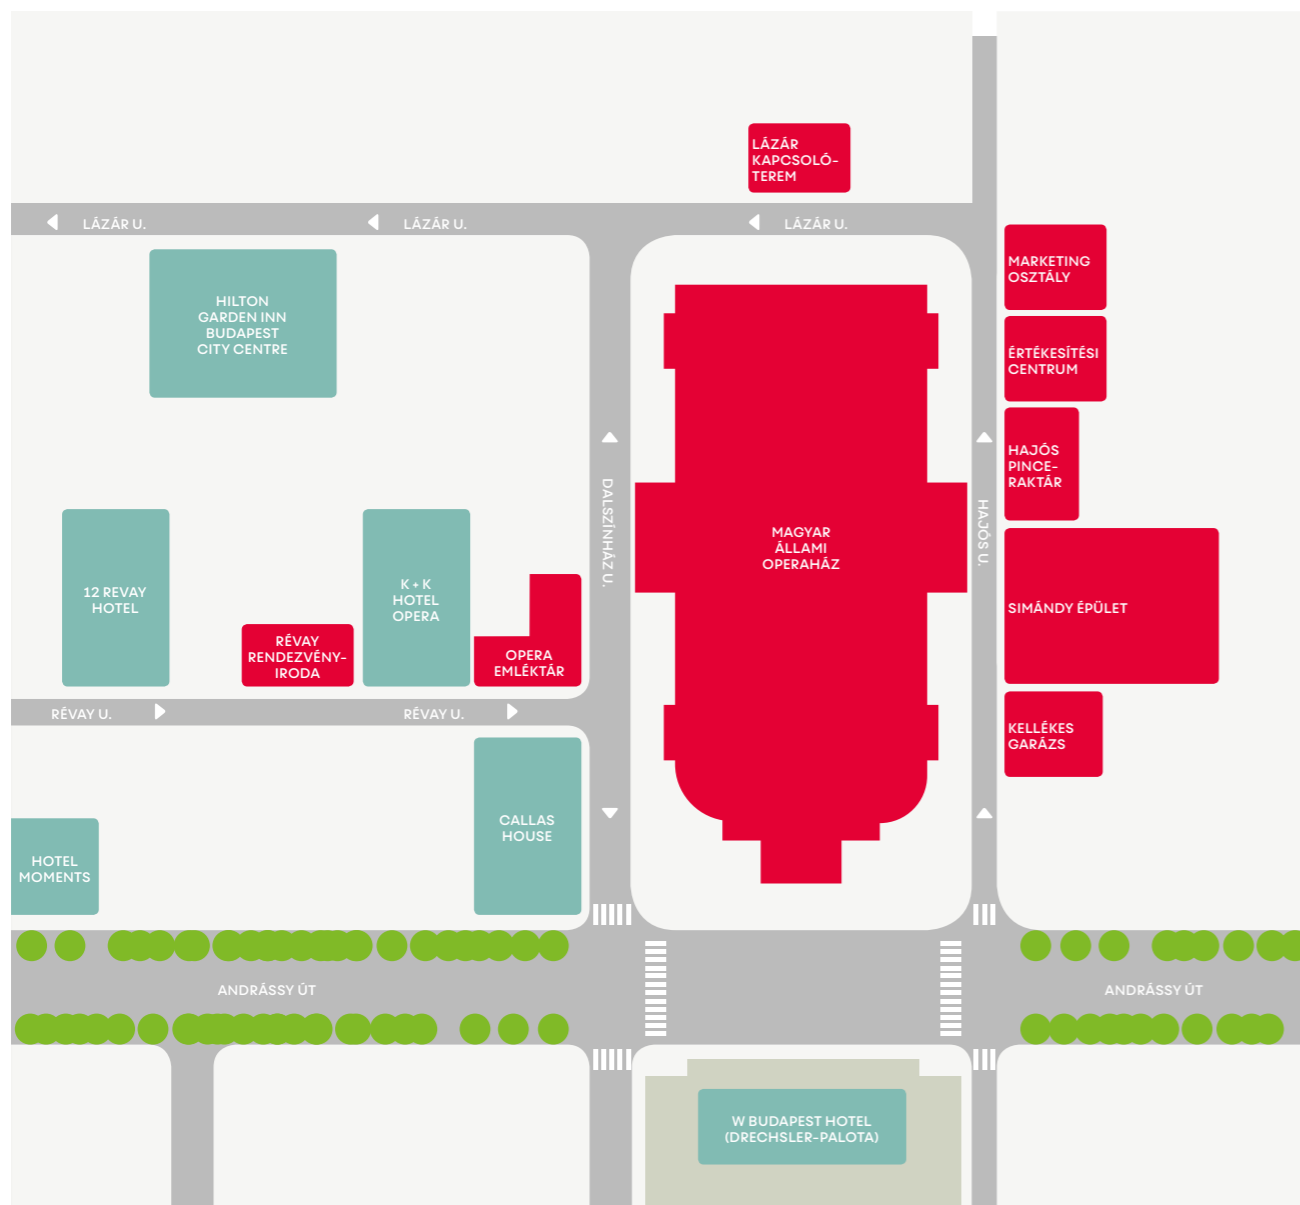 LÁZÁR
KAPCSOLÓ-
TEREM
LÁZÁR U.
LÁZÁR U.
LÁZÁR U.
MARKETING
OSZTÁLY
HILTON
GARDEN INN
BUDAPEST
CITY CENTRE
ÉRTÉKESÍTÉSI
CENTRUM
HAJÓS
PINCE-
RAKTÁR
DALSZÍNHÁZ U.
HAJÓS U.
MAGYAR
ÁLLAMI
OPERAHÁZ
12 REVAY
HOTEL
K + K
HOTEL
OPERA
SIMÁNDY ÉPÜLET
RÉVAY
RENDEZVÉNY-
IRODA
OPERA
EMLÉKTÁR
RÉVAY U.
RÉVAY U.
KELLÉKES
GARÁZS
CALLAS
HOUSE
HOTEL
MOMENTS
ANDRÁSSY ÚT
ANDRÁSSY ÚT
W BUDAPEST HOTEL
(DRECHSLER-PALOTA)